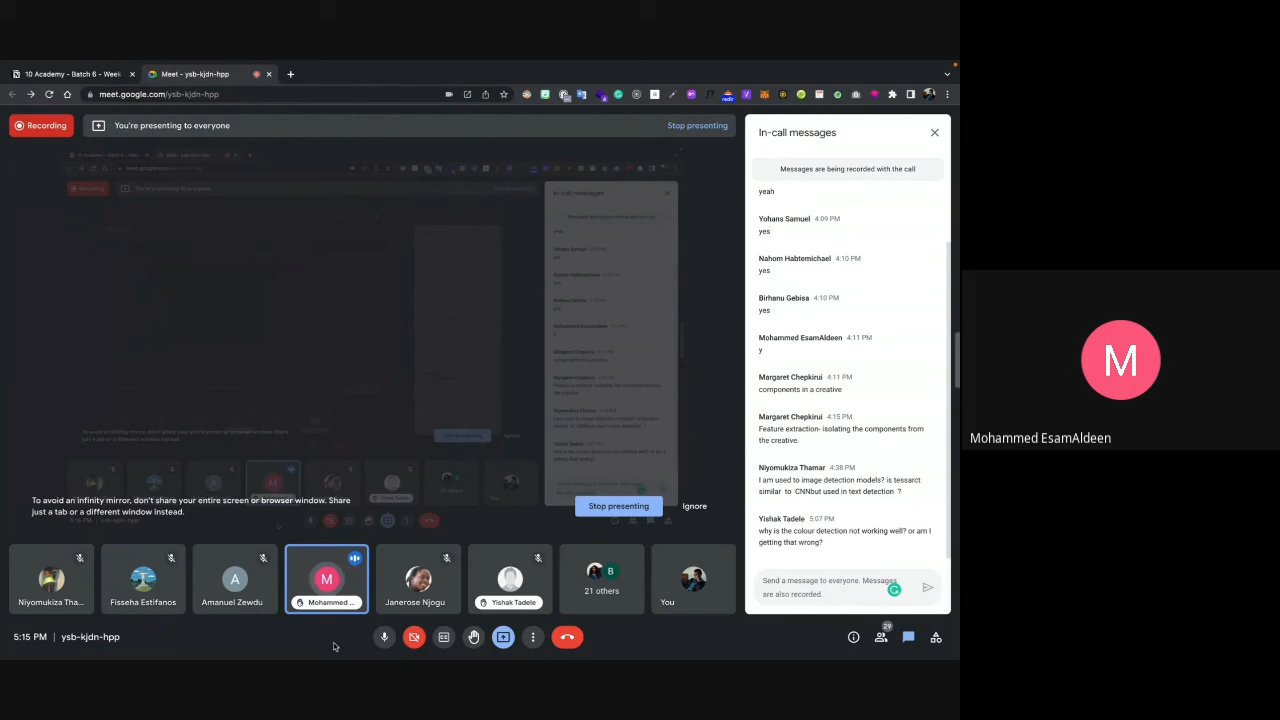 10 Academy - Batch 6 - Week
Meet - ysb-kjdn-hpp
meet.google.com/ysb-kjdn-hpp
Recording
You're presenting to everyone
Stop presenting
In-call messages
Messages are being recorded with the call
yeah
Yohans Samuel 4:09 PM
yes
Nahom Habtemichael 4:10 PM
yes
Birhanu Gebisa 4:10 PM
yes
Mohammed EsamAldeen 4:11 PM
y
Margaret Chepkirui 4:11 PM
components in a creative
Margaret Chepkirui 4:15 PM
Feature extraction- isolating the components from
the creative.
Niyomukiza Thamar 4:38 PM
I am used to image detection models? is tessarct
similar to CNNbut used in text detection ?
Yishak Tadele 5:07 PM
why is the colour detection not working well? or am I
getting that wrong?
Send a message to everyone. Messages
are also recorded.
To avoid an infinity mirror, don't share your entire screen or browser window. Share
just a tab or a different window instead.
Stop presenting
Ignore
Niyomukiza Tha...
Fisseha Estifanos
A
Amanuel Zewdu
M
Mohammed ...
Janerose Njogu
Yishak Tadele
B
21 others
You
5:15 PM | ysb-kjdn-hpp
29
M
Mohammed EsamAldeen